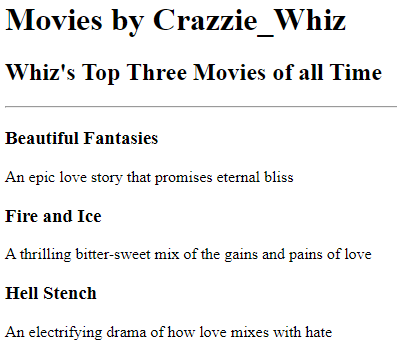 Movies by Crazzie_Whiz
Whiz's Top Three Movies of all Time
Beautiful Fantasies
An epic love story that promises eternal bliss
Fire and Ice
A thrilling bitter-sweet mix of the gains and pains of love
Hell Stench
An electrifying drama of how love mixes with hate